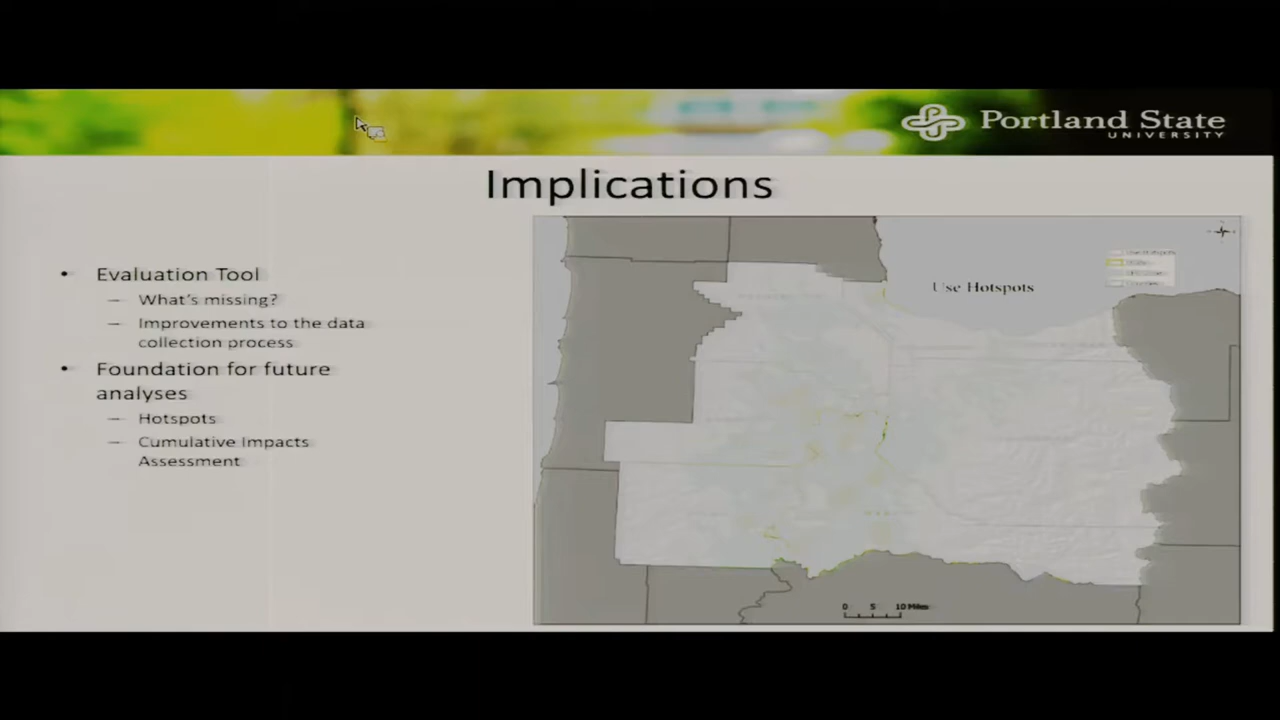 Portland State
UNIVERSITY
Implications
• Evaluation Tool
– What's missing?
– Improvements to the data
collection process
• Foundation for future
analyses
– Hotspots
– Cumulative Impacts
Assessment
Use Hotspots
0 5 10 Miles